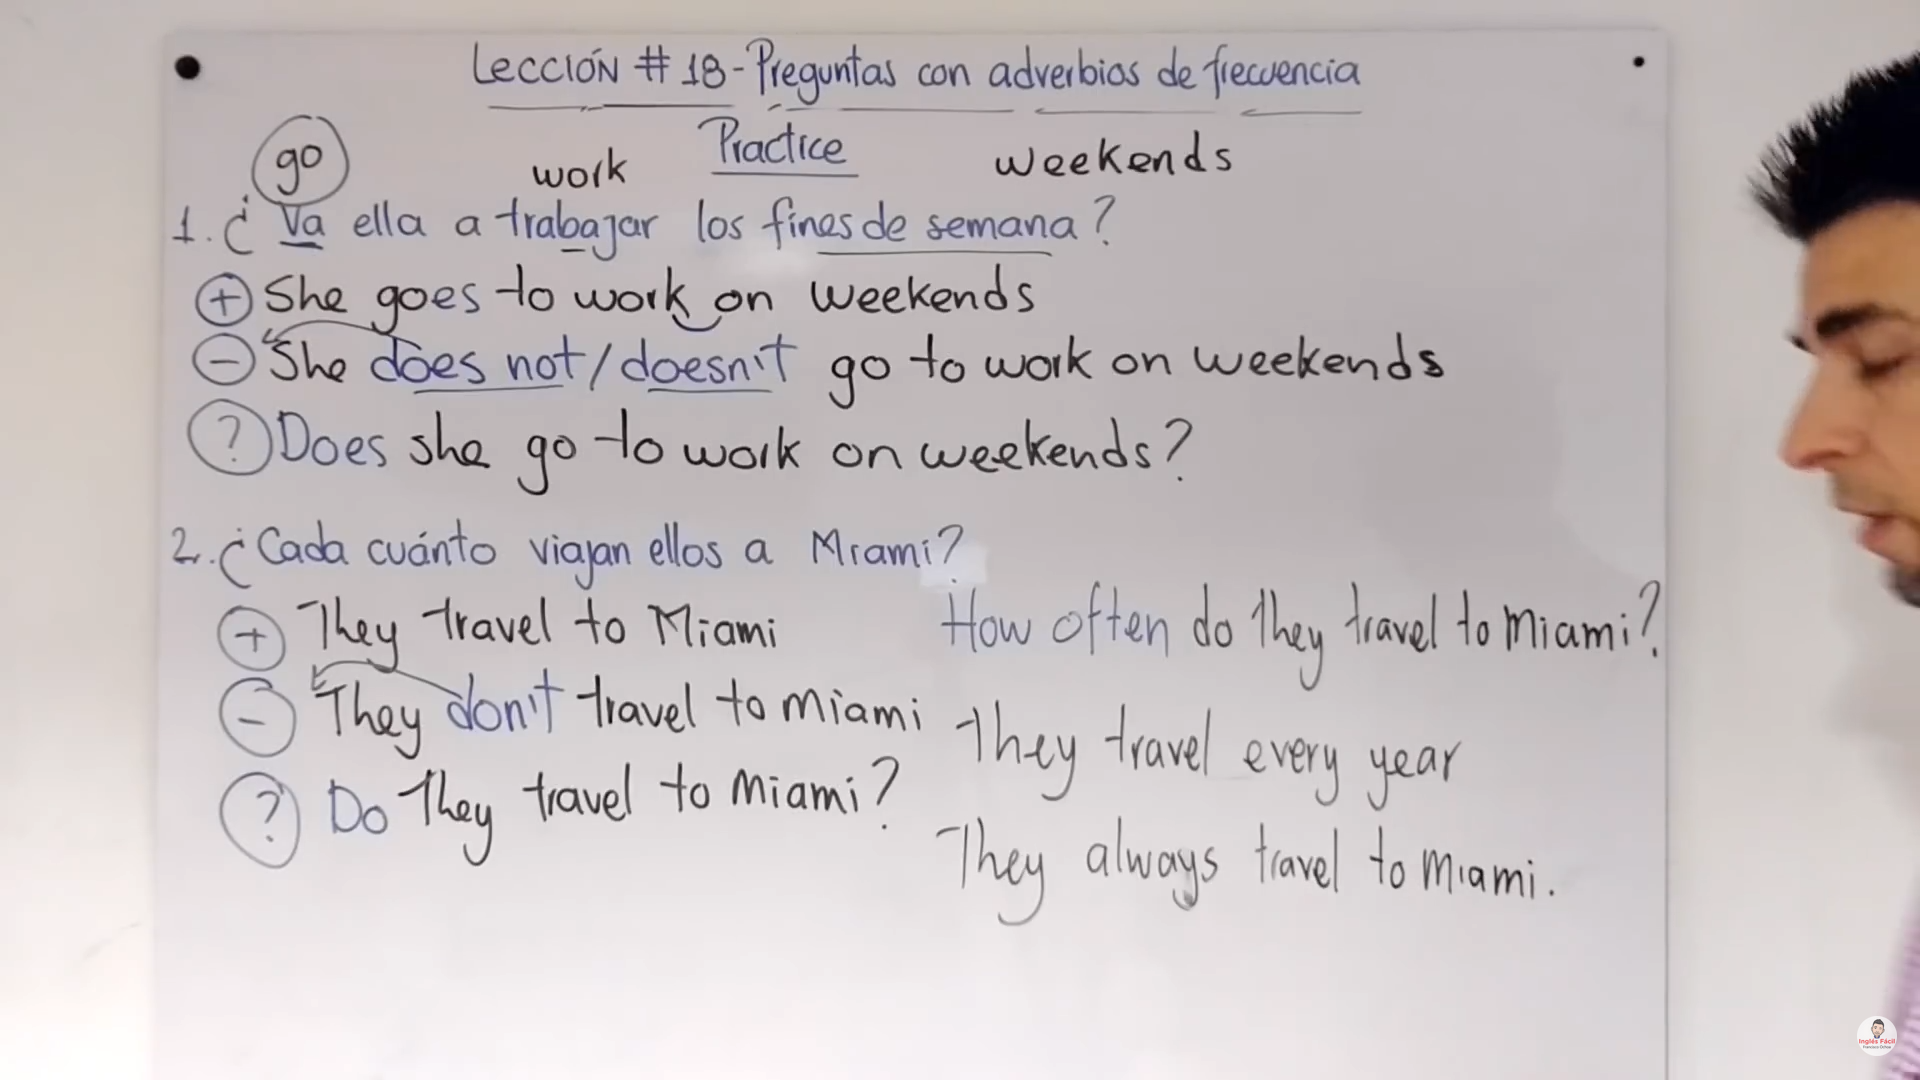 Lección #18-Preguntas con adverbios de frecuencia
Practice
go work weekends
1. ¿Va ella a trabajar los fines de semana?
+ She goes to work on weekends
- She does not/doesn't go to work on weekends
? Does she go to work on weekends?
2. ¿Cada cuánto viajan ellos a Miami?
+ They travel to Miami
- They don't travel to Miami
? Do They travel to Miami?
How often do They travel to Miami?
They travel every year
They always travel to Miami.
Inglés Fácil